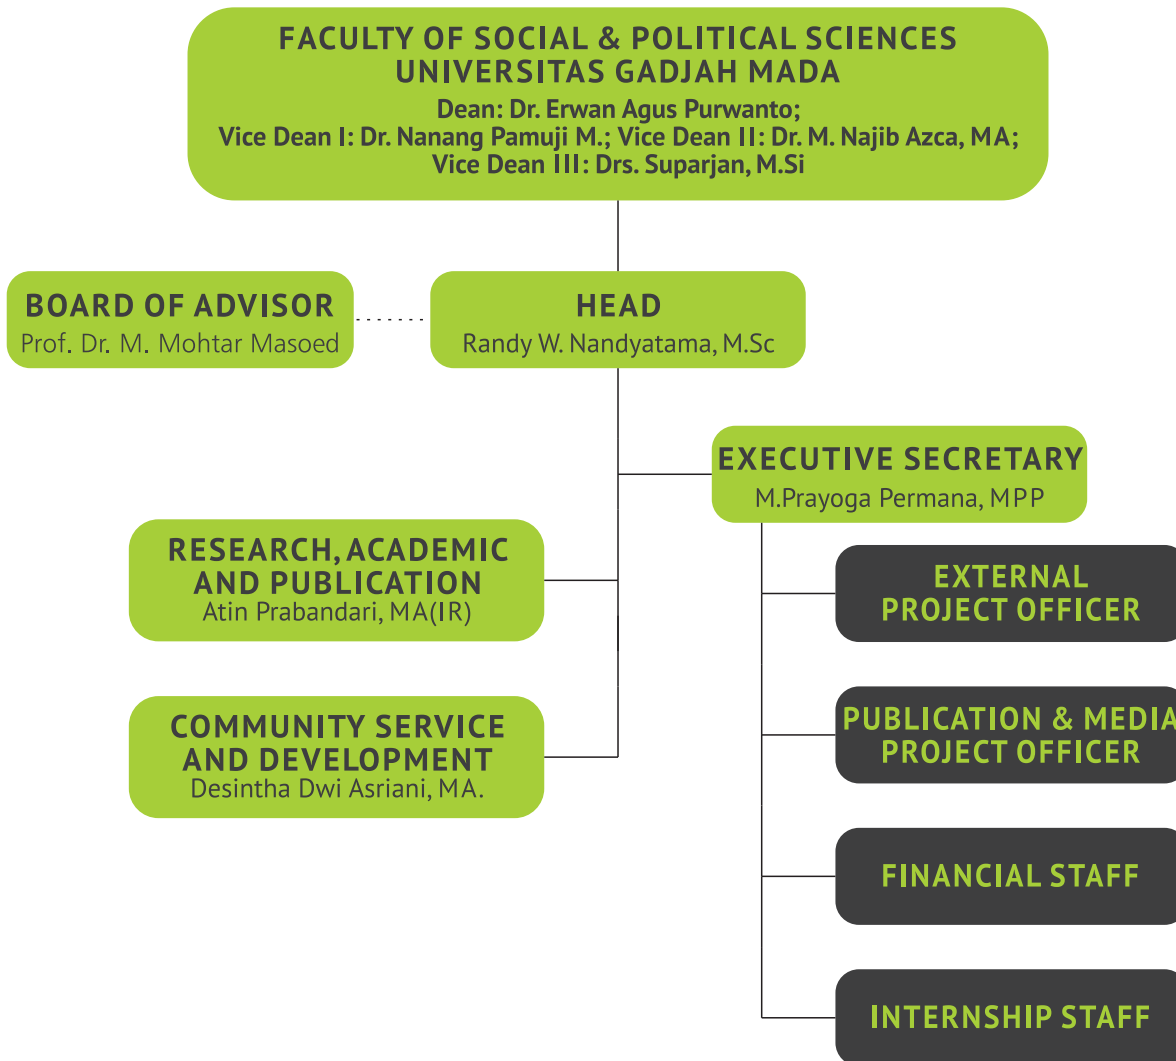 FACULTY OF SOCIAL & POLITICAL SCIENCES
UNIVERSITAS GADJAH MADA
Dean: Dr. Erwan Agus Purwanto;
Vice Dean I: Dr. Nanang Pamuji M.; Vice Dean II: Dr. M. Najib Azca, MA;
Vice Dean III: Drs. Suparjan, M.Si
BOARD OF ADVISOR
Prof. Dr. M. Mohtar Masoed
HEAD
Randy W. Nandyatama, M.Sc
EXECUTIVE SECRETARY
M.Prayoga Permana, MPP
RESEARCH, ACADEMIC
AND PUBLICATION
Atin Prabandari, MA(IR)
COMMUNITY SERVICE
AND DEVELOPMENT
Desintha Dwi Asriani, MA.
EXTERNAL
PROJECT OFFICER
PUBLICATION & MEDIA
PROJECT OFFICER
FINANCIAL STAFF
INTERNSHIP STAFF